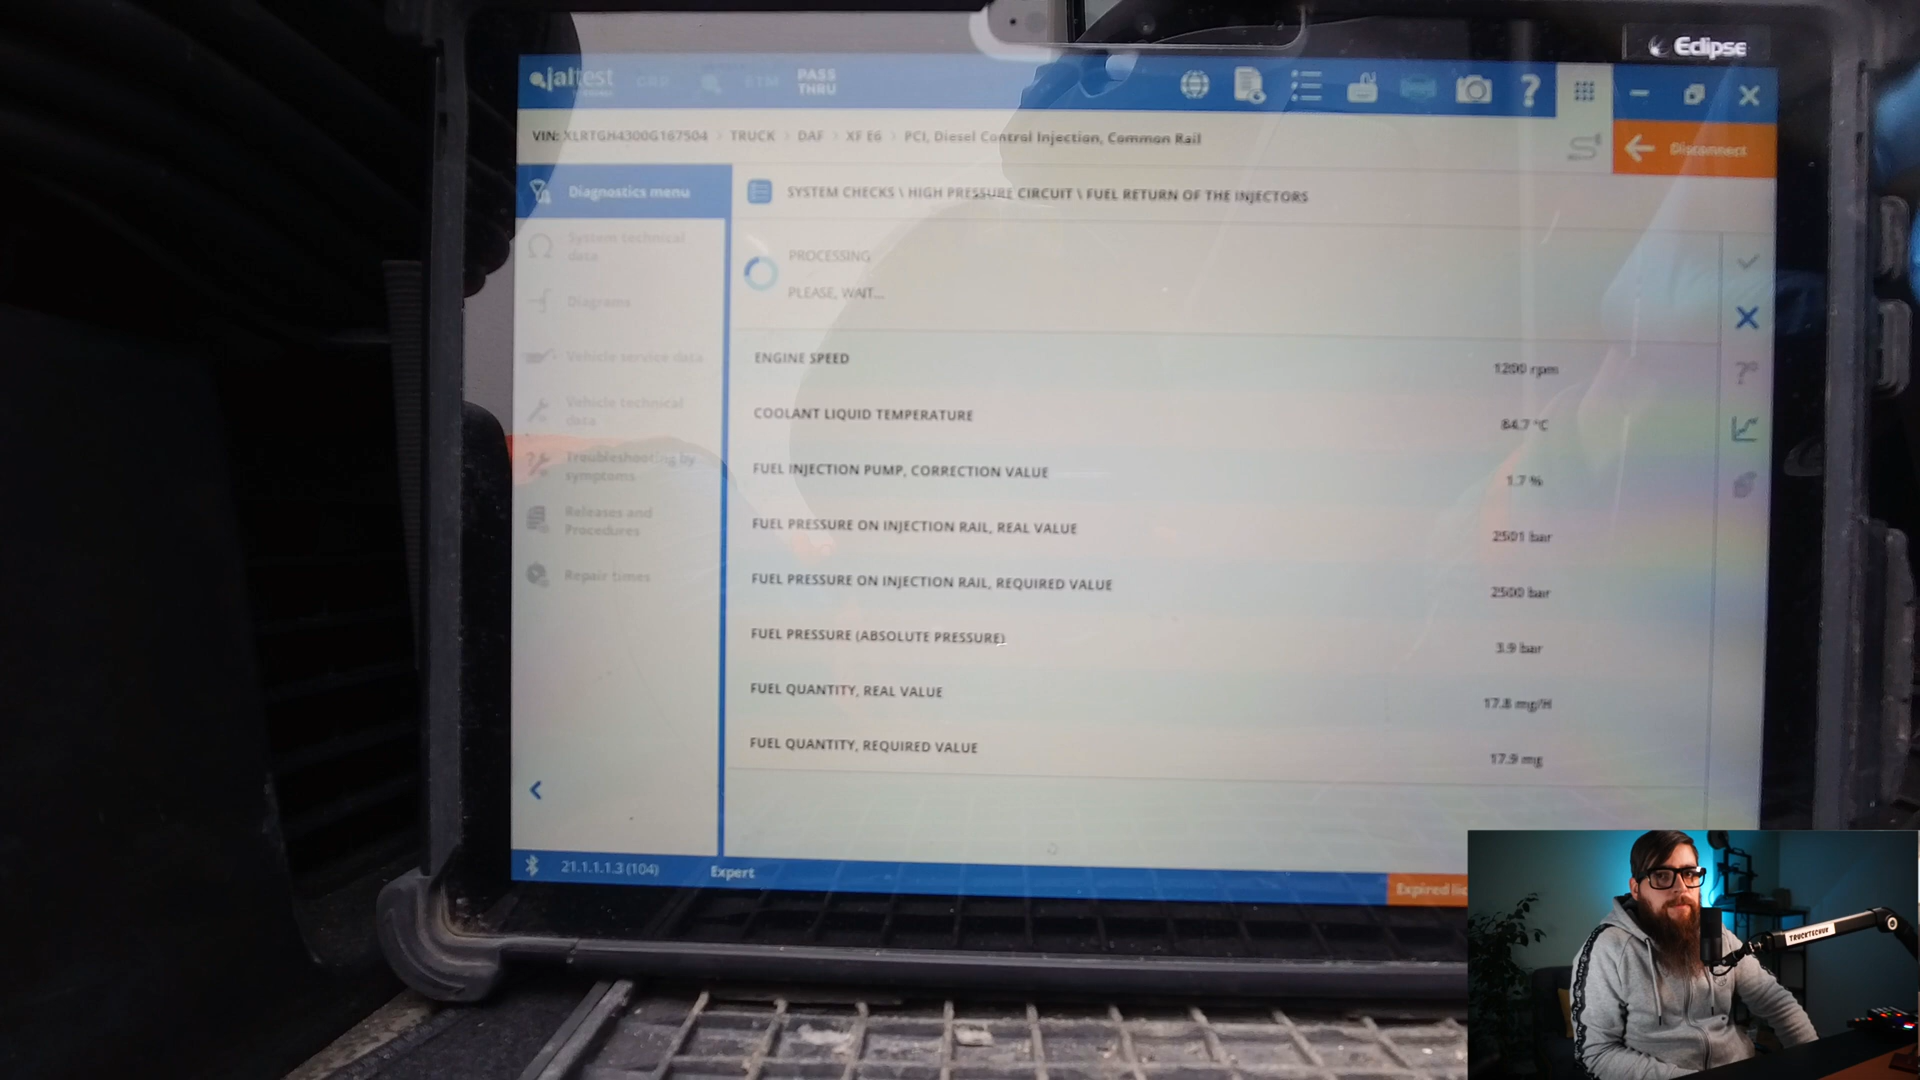 Eclipse
jaltest
GRP
ETM
PASS
THRU
VIN: XLRTGH4300G167504 > TRUCK > DAF > XF E6 > PCI, Diesel Control Injection, Common Rail
Disconnect
Diagnostics menu
System technical
data
Diagrams
Vehicle service data
Vehicle technical
data
Troubleshooting by
symptoms
Releases and
Procedures
Repair times
SYSTEM CHECKS \ HIGH PRESSURE CIRCUIT \ FUEL RETURN OF THE INJECTORS
PROCESSING
PLEASE, WAIT...
ENGINE SPEED 1200 rpm
COOLANT LIQUID TEMPERATURE 84.7 °C
FUEL INJECTION PUMP, CORRECTION VALUE 1.7 %
FUEL PRESSURE ON INJECTION RAIL, REAL VALUE 2501 bar
FUEL PRESSURE ON INJECTION RAIL, REQUIRED VALUE 2500 bar
FUEL PRESSURE (ABSOLUTE PRESSURE) 3.9 bar
FUEL QUANTITY, REAL VALUE 17.8 mg/H
FUEL QUANTITY, REQUIRED VALUE 17.9 mg
21.1.1.1.3 (104)
Expert
Expired lic
TRUCKTECHUK